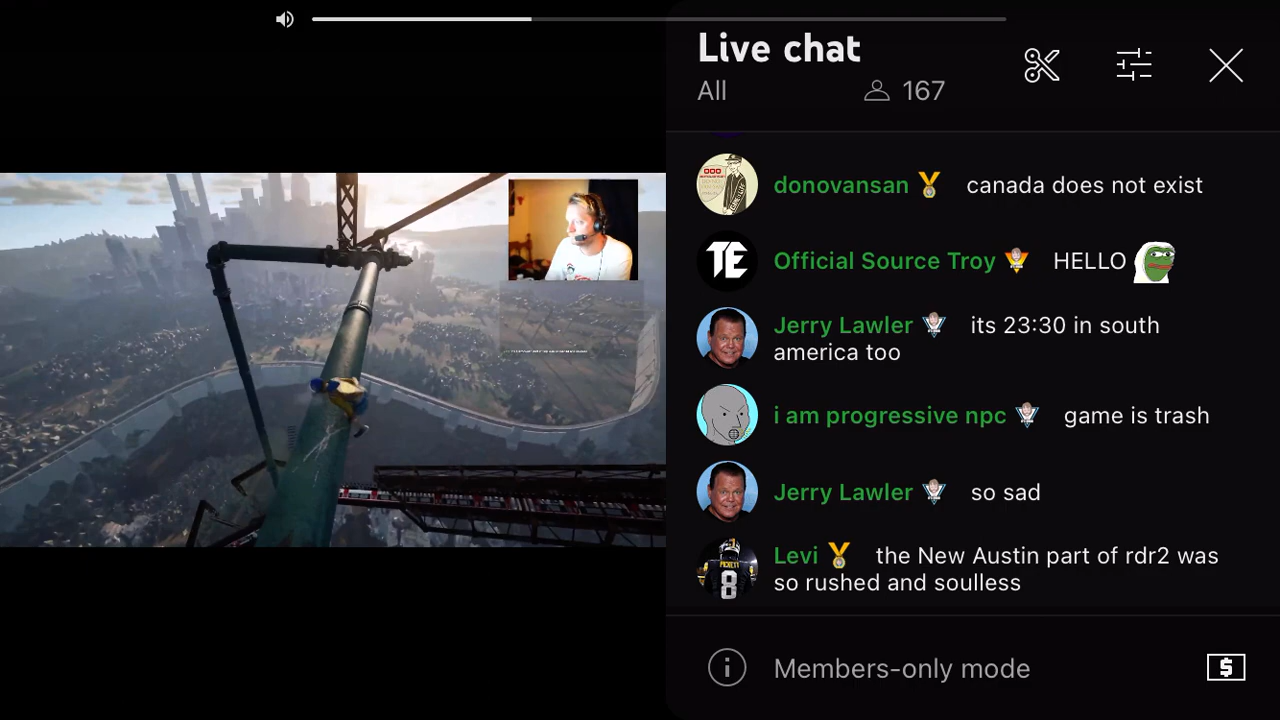 Live chat
All 167
donovansan canada does not exist
TE
Official Source Troy HELLO
Jerry Lawler its 23:30 in south
america too
i am progressive npc game is trash
Jerry Lawler so sad
Levi the New Austin part of rdr2 was
so rushed and soulless
8
Members-only mode
$